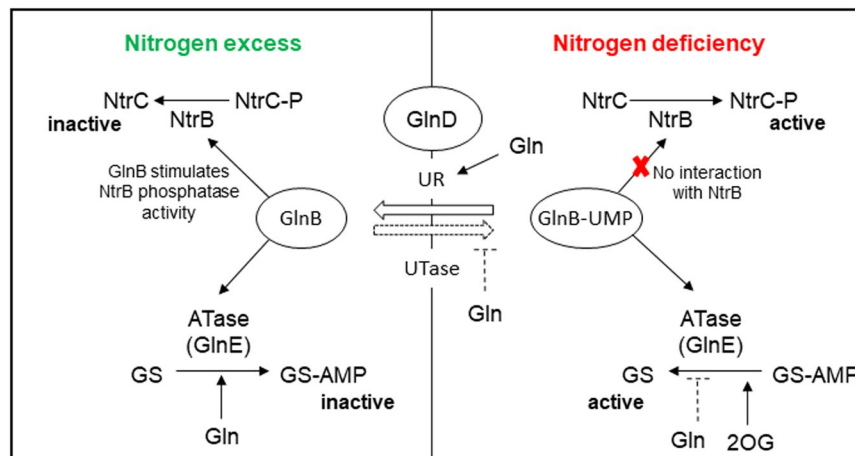 Nitrogen excess
NtrC
NtrC-P
inactive
NtrB
GlnB stimulates
NtrB phosphatase
activity
GlnB
ATase
(GlnE)
GS
GS-AMP
inactive
Gln
GlnD
Gln
UR
UTase
Gln
Nitrogen deficiency
NtrC
NtrC-P
NtrB
active
No interaction
with NtrB
GlnB-UMP
ATase
(GlnE)
GS
GS-AMP
active
Gln
2OG